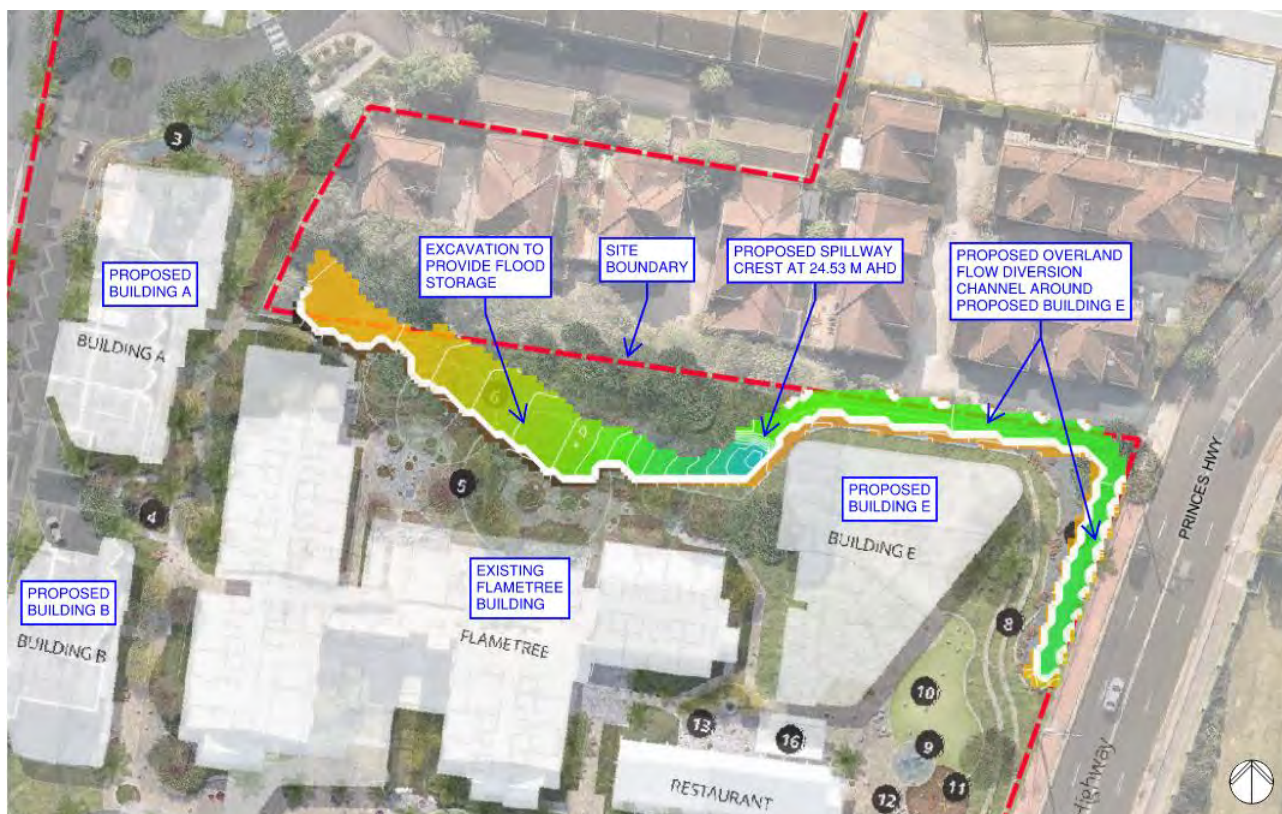 3
PROPOSED
BUILDING A
BUILDING A
EXCAVATION TO
PROVIDE FLOOD
STORAGE
SITE
BOUNDARY
PROPOSED SPILLWAY
CREST AT 24.53 M AHD
PROPOSED OVERLAND
FLOW DIVERSION
CHANNEL AROUND
PROPOSED BUILDING E
6
5
4
PROPOSED
BUILDING E
BUILDING E
PRINCES HWY
PROPOSED
BUILDING B
BUILDING B
EXISTING
FLAMETREE
BUILDING
FLAMETREE
8
10
13
16
9
11
12
RESTAURANT
Highway